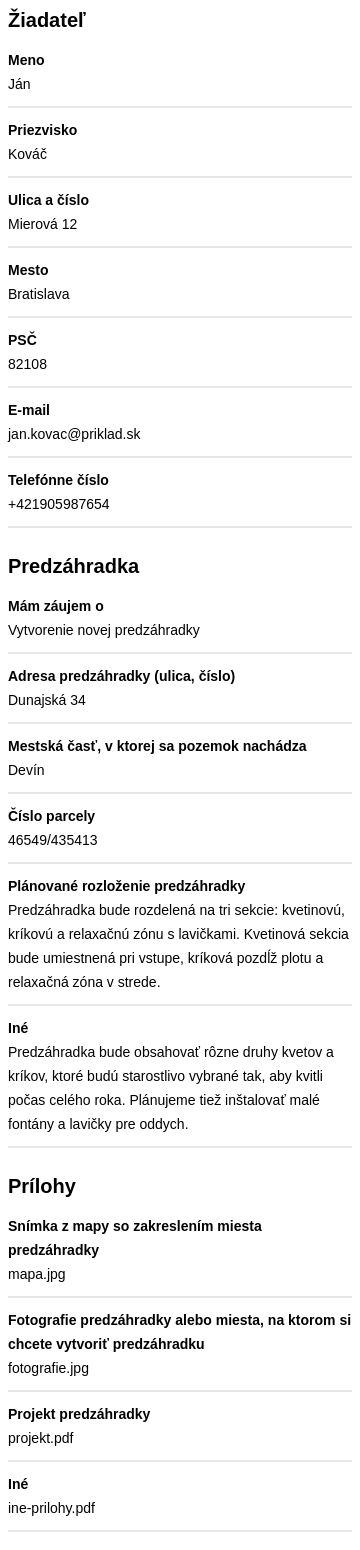 Žiadateľ
Meno
Ján
Priezvisko
Kováč
Ulica a číslo
Mierová 12
Mesto
Bratislava
PSČ
82108
E-mail
jan.kovac@priklad.sk
Telefónne číslo
+421905987654
Predzáhradka
Mám záujem o
Vytvorenie novej predzáhradky
Adresa predzáhradky (ulica, číslo)
Dunajská 34
Mestská časť, v ktorej sa pozemok nachádza
Devín
Číslo parcely
46549/435413
Plánované rozloženie predzáhradky
Predzáhradka bude rozdelená na tri sekcie: kvetinovú,
kríkovú a relaxačnú zónu s lavičkami. Kvetinová sekcia
bude umiestnená pri vstupe, kríková pozdĺž plotu a
relaxačná zóna v strede.
Iné
Predzáhradka bude obsahovať rôzne druhy kvetov a
kríkov, ktoré budú starostlivo vybrané tak, aby kvitli
počas celého roka. Plánujeme tiež inštalovať malé
fontány a lavičky pre oddych.
Prílohy
Snímka z mapy so zakreslením miesta
predzáhradky
mapa.jpg
Fotografie predzáhradky alebo miesta, na ktorom si
chcete vytvoriť predzáhradku
fotografie.jpg
Projekt predzáhradky
projekt.pdf
Iné
ine-prilohy.pdf